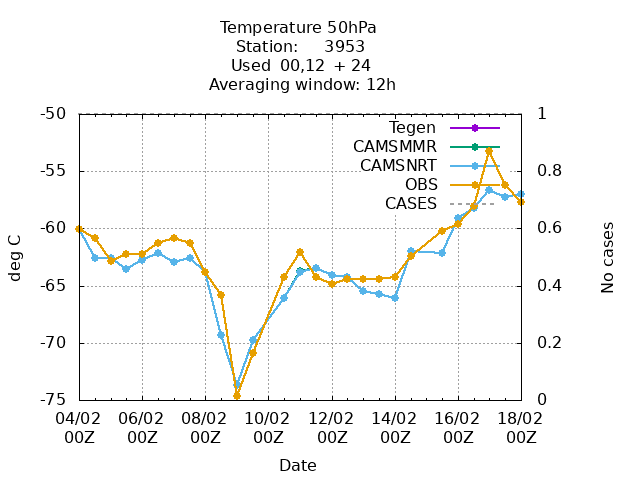 Temperature 50hPa
Station: 3953
Used 00,12 + 24
Averaging window: 12h
-50
-55
-60
-65
-70
-75
deg C
1
0.8
0.6
0.4
0.2
0
No cases
Tegen
CAMSMMR
CAMSNRT
OBS
CASES
04/02 06/02 08/02 10/02 12/02 14/02 16/02 18/02
00Z 00Z 00Z 00Z 00Z 00Z 00Z 00Z
Date